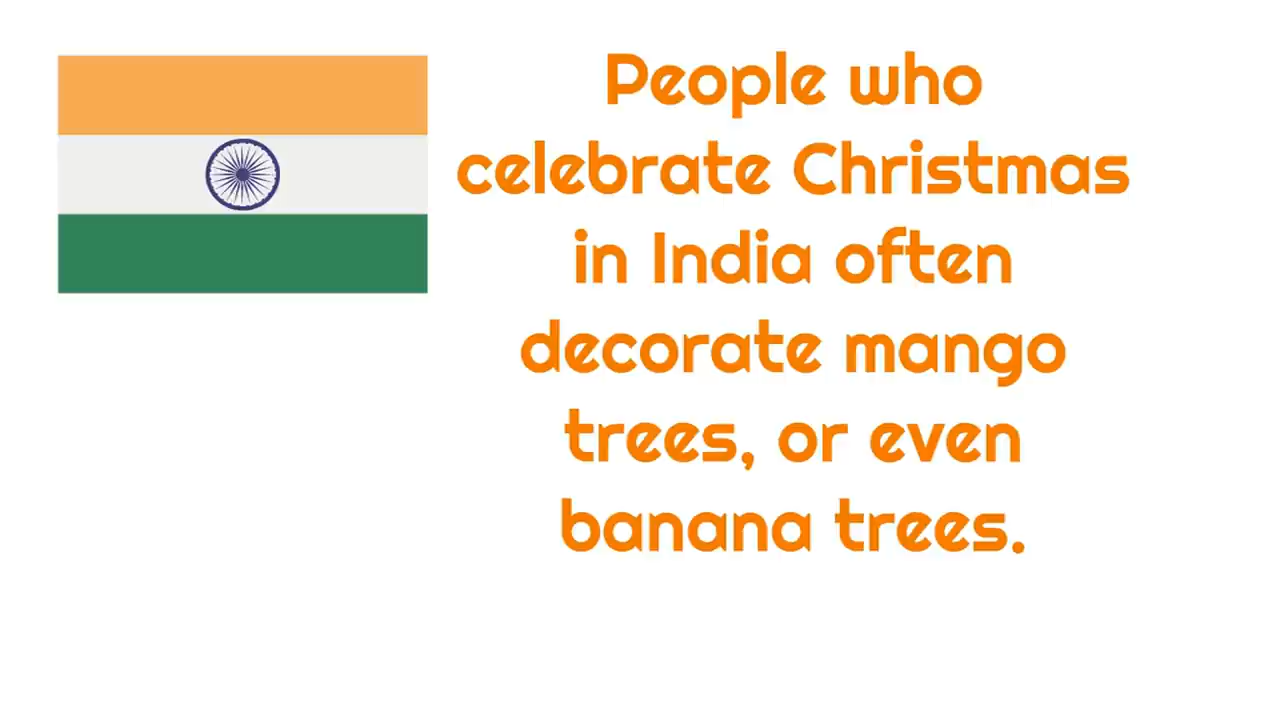 People who
celebrate Christmas
in India often
decorate mango
trees, or even
banana trees.